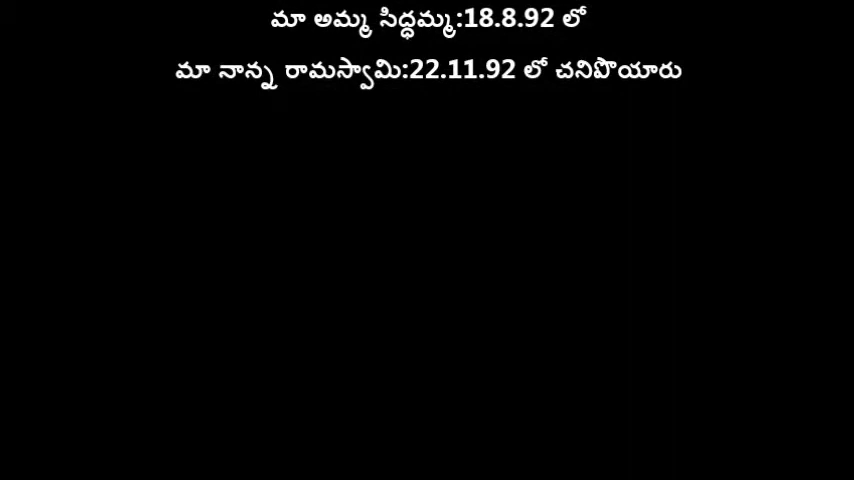 మా అమ్మ సిద్ధమ్మ:18.8.92 లో
మా నాన్న రామస్వామి:22.11.92 లో చనిపొయారు